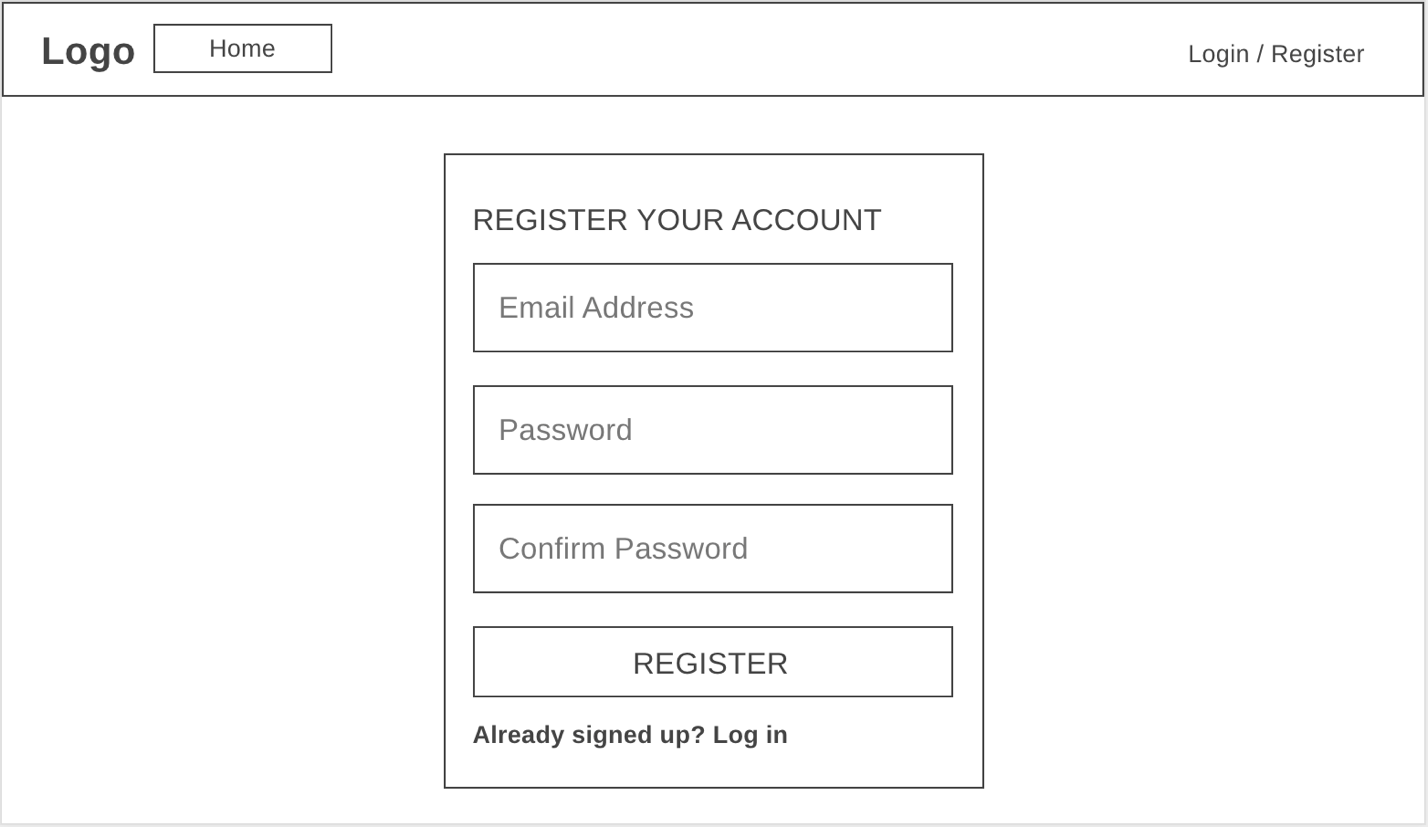 Logo
Home
Login / Register
REGISTER YOUR ACCOUNT
Email Address
Password
Confirm Password
REGISTER
Already signed up? Log in